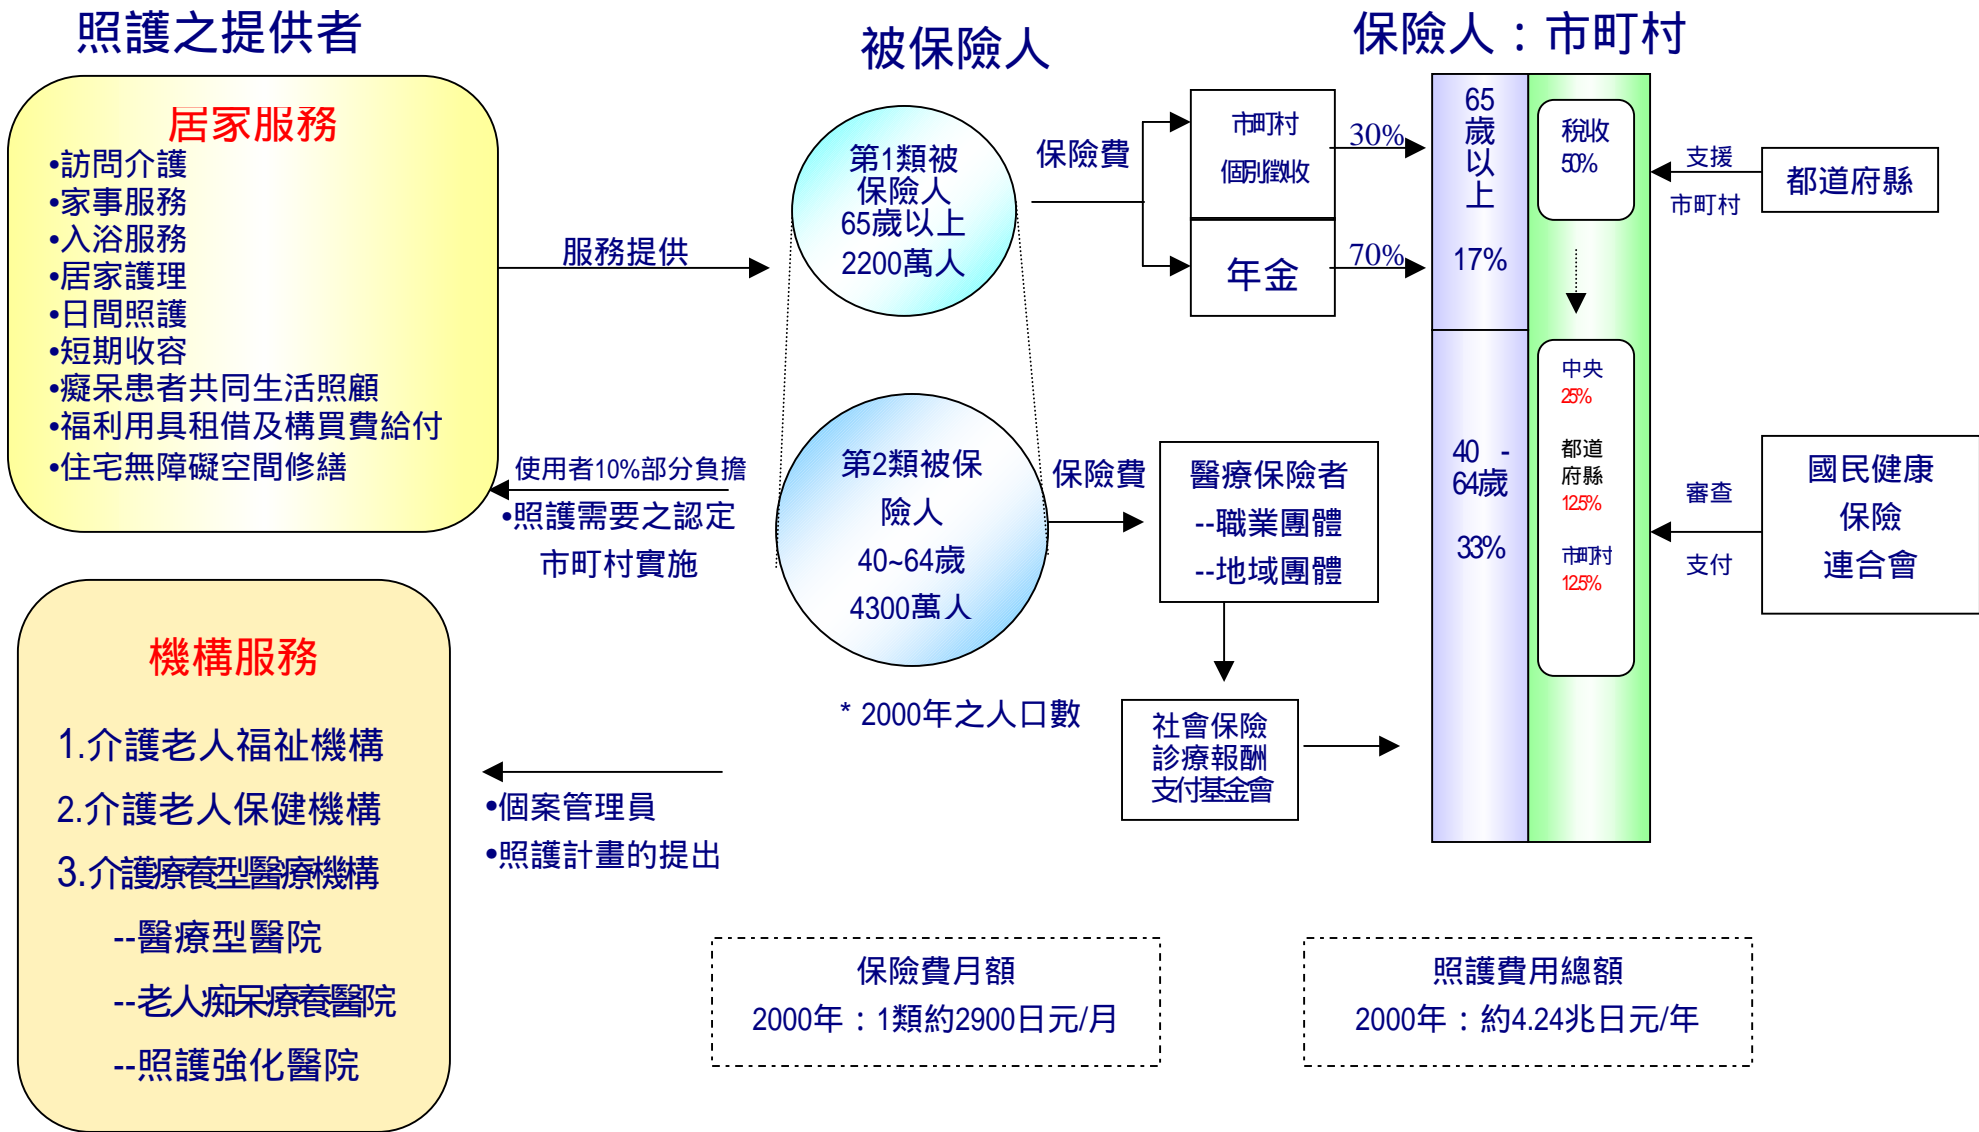 照護之提供者
居家服務
•訪問介護
•家事服務
•入浴服務
•居家護理
•日間照護
•短期收容
•癡呆患者共同生活照顧
•福利用具租借及構買費給付
•住宅無障礙空間修繕
機構服務
1.介護老人福祉機構
2.介護老人保健機構
3.介護療養型醫療機構
--醫療型醫院
--老人痴呆療養醫院
--照護強化醫院
服務提供
使用者10%部分負擔
•照護需要之認定
市町村實施
•個案管理員
•照護計畫的提出
被保險人
第1類被
保險人
65歲以上
2200萬人
第2類被保
險人
40~64歲
4300萬人
* 2000年之人口數
保險費
市町村
個別徵收
年金
30%
70%
保險費
醫療保險者
--職業團體
--地域團體
社會保險
診療報酬
支付基金會
保險人：市町村
65
歲
以
上
17%
40 -
64歲
33%
稅收
50%
中央
25%
都道
府縣
125%
市町村
125%
支援
市町村
都道府縣
審查
支付
國民健康
保險
連合會
保險費月額
2000年：1類約2900日元/月
照護費用總額
2000年：約4.24兆日元/年